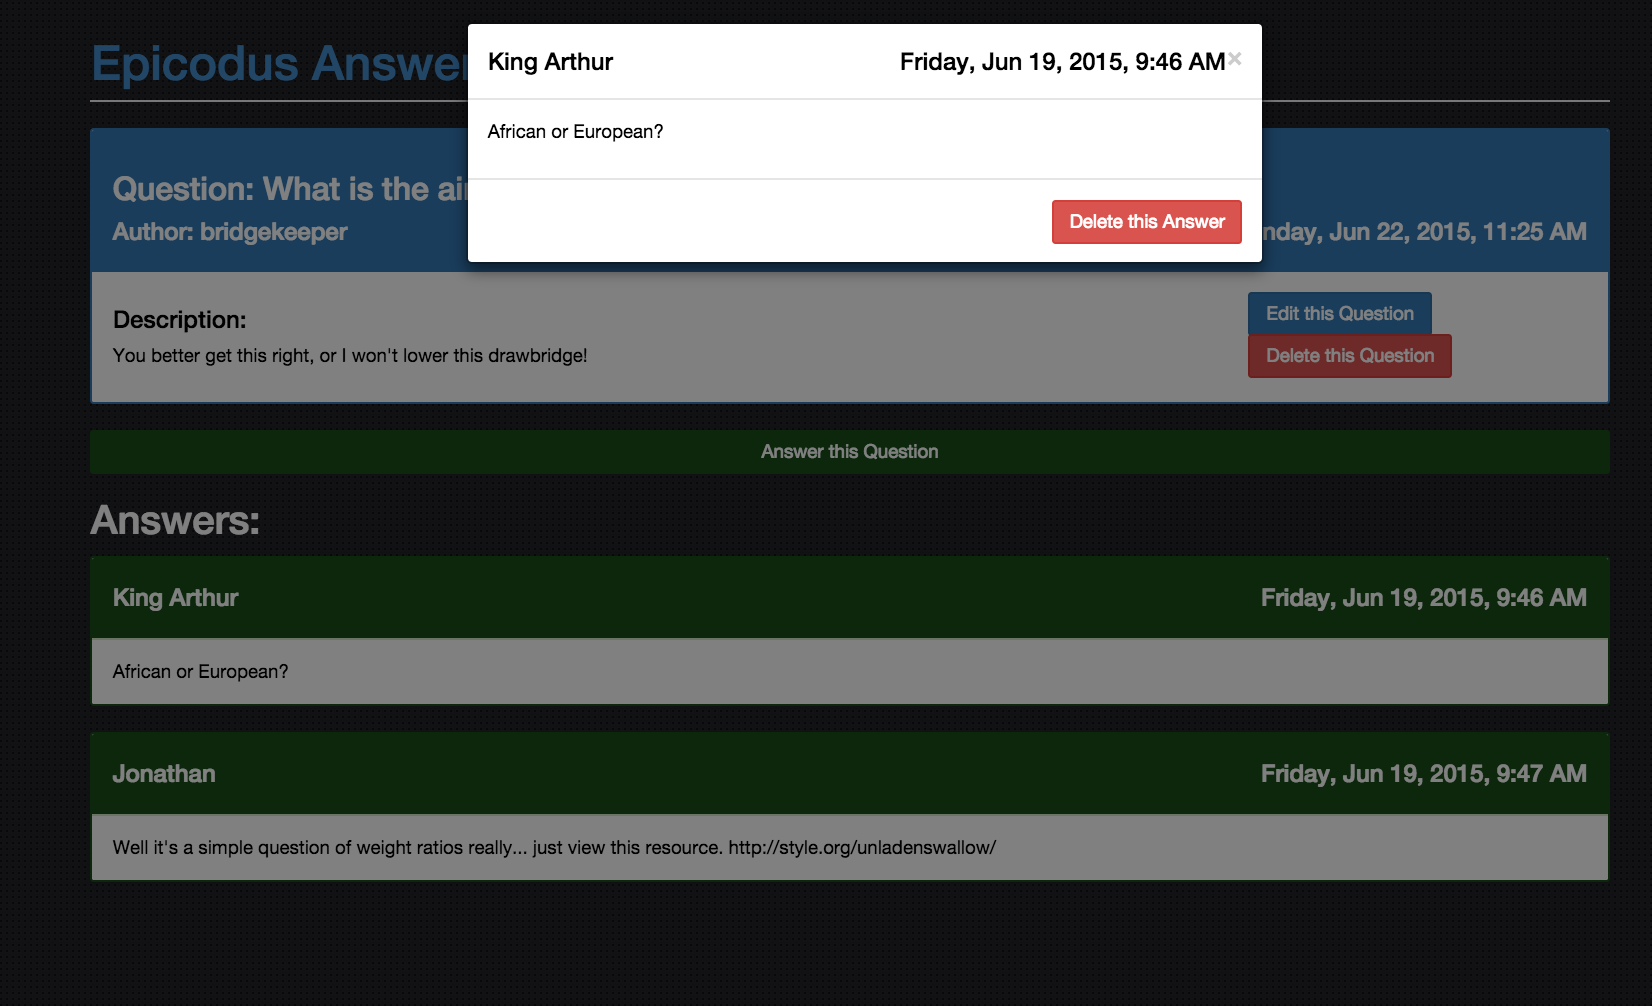 Epicodus Answer
King Arthur Friday, Jun 19, 2015, 9:46 AM×
African or European?
Delete this Answer
Question: What is the air
Author: bridgekeeper nday, Jun 22, 2015, 11:25 AM
Description:
You better get this right, or I won't lower this drawbridge!
Edit this Question
Delete this Question
Answer this Question
Answers:
King Arthur Friday, Jun 19, 2015, 9:46 AM
African or European?
Jonathan Friday, Jun 19, 2015, 9:47 AM
Well it's a simple question of weight ratios really... just view this resource. http://style.org/unladenswallow/